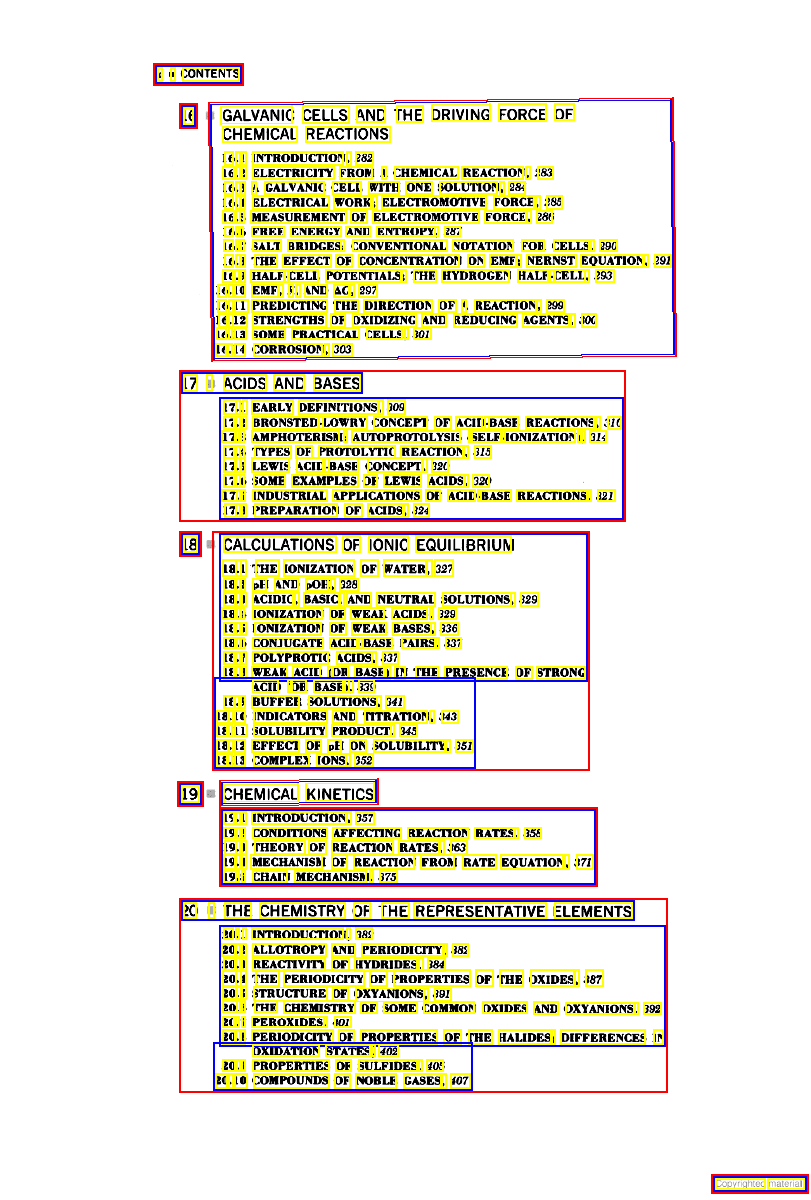 CONTENTS
16 GALVANIC CELLS AND THE DRIVING FORCE OF
CHEMICAL REACTIONS
16.1 INTRODUCTION, 282
16.2 ELECTRICITY FROM A CHEMICAL REACTION, 283
16.3 A GALVANIC CELL WITH ONE SOLUTION, 284
16.4 ELECTRICAL WORK; ELECTROMOTIVE FORCE, 285
16.5 MEASUREMENT OF ELECTROMOTIVE FORCE, 286
16.6 FREE ENERGY AND ENTROPY, 287
16.7 SALT BRIDGES; CONVENTIONAL NOTATION FOR CELLS, 290
16.8 THE EFFECT OF CONCENTRATION ON EMF; NERNST EQUATION, 291
16.9 HALF-CELL POTENTIALS; THE HYDROGEN HALF-CELL, 293
16.10 EMF, AND ΔG, 297
16.11 PREDICTING THE DIRECTION OF A REACTION, 299
16.12 STRENGTHS OF OXIDIZING AND REDUCING AGENTS, 300
16.13 SOME PRACTICAL CELLS, 301
16.14 CORROSION, 303
17 ACIDS AND BASES
17.1 EARLY DEFINITIONS, 309
17.2 BRONSTED-LOWRY CONCEPT OF ACID-BASE REACTIONS, 310
17.3 AMPHOTERISM; AUTOPROTOLYSIS (SELF-IONIZATION), 314
17.4 TYPES OF PROTOLYTIC REACTION, 315
17.5 LEWIS ACID-BASE CONCEPT, 320
17.6 SOME EXAMPLES OF LEWIS ACIDS, 320
17.7 INDUSTRIAL APPLICATIONS OF ACID-BASE REACTIONS, 321
17.8 PREPARATION OF ACIDS, 324
18 CALCULATIONS OF IONIC EQUILIBRIUM
18.1 THE IONIZATION OF WATER, 327
18.2 pH AND pOH, 328
18.3 ACIDIC, BASIC, AND NEUTRAL SOLUTIONS, 329
18.4 IONIZATION OF WEAK ACIDS, 329
18.5 IONIZATION OF WEAK BASES, 336
18.6 CONJUGATE ACID-BASE PAIRS, 337
18.7 POLYPROTIC ACIDS, 337
18.8 WEAK ACID (OR BASE) IN THE PRESENCE OF STRONG
ACID (OR BASE), 339
18.9 BUFFER SOLUTIONS, 341
18.10 INDICATORS AND TITRATION, 343
18.11 SOLUBILITY PRODUCT, 345
18.12 EFFECT OF pH ON SOLUBILITY, 351
18.13 COMPLEX IONS, 352
19 CHEMICAL KINETICS
19.1 INTRODUCTION, 357
19.2 CONDITIONS AFFECTING REACTION RATES, 358
19.3 THEORY OF REACTION RATES, 363
19.4 MECHANISM OF REACTION FROM RATE EQUATION, 371
19.5 CHAIN MECHANISM, 375
20 THE CHEMISTRY OF THE REPRESENTATIVE ELEMENTS
20.1 INTRODUCTION, 382
20.2 ALLOTROPY AND PERIODICITY, 382
20.3 REACTIVITY OF HYDRIDES, 384
20.4 THE PERIODICITY OF PROPERTIES OF THE OXIDES, 387
20.5 STRUCTURE OF OXYANIONS, 391
20.6 THE CHEMISTRY OF SOME COMMON OXIDES AND OXYANIONS, 392
20.7 PEROXIDES, 401
20.8 PERIODICITY OF PROPERTIES OF THE HALIDES; DIFFERENCES IN
OXIDATION STATES, 402
20.9 PROPERTIES OF SULFIDES, 405
20.10 COMPOUNDS OF NOBLE GASES, 407
Copyrighted material